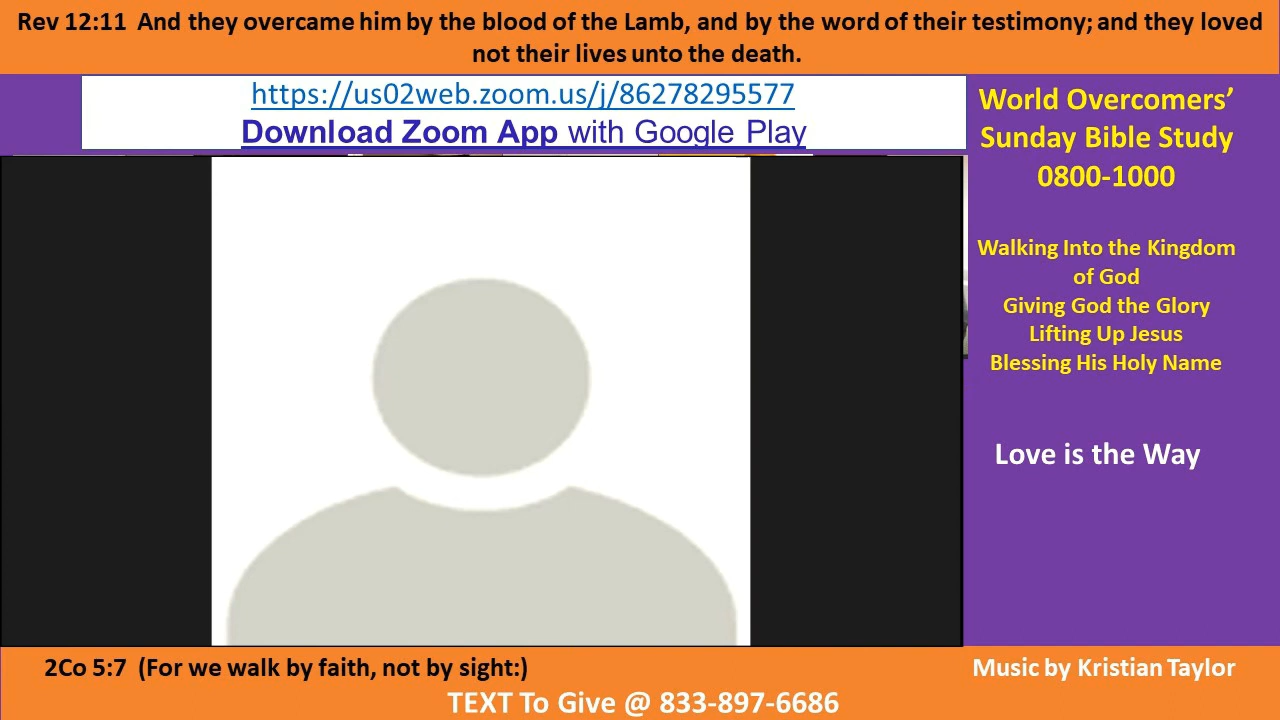 Rev 12:11  And they overcame him by the blood of the Lamb, and by the word of their testimony; and they loved
not their lives unto the death.
https://us02web.zoom.us/j/86278295577
Download Zoom App with Google Play
World Overcomers’
Sunday Bible Study
0800-1000
Walking Into the Kingdom
of God
Giving God the Glory
Lifting Up Jesus
Blessing His Holy Name
Love is the Way
2Co 5:7  (For we walk by faith, not by sight:)
Music by Kristian Taylor
TEXT To Give @ 833-897-6686